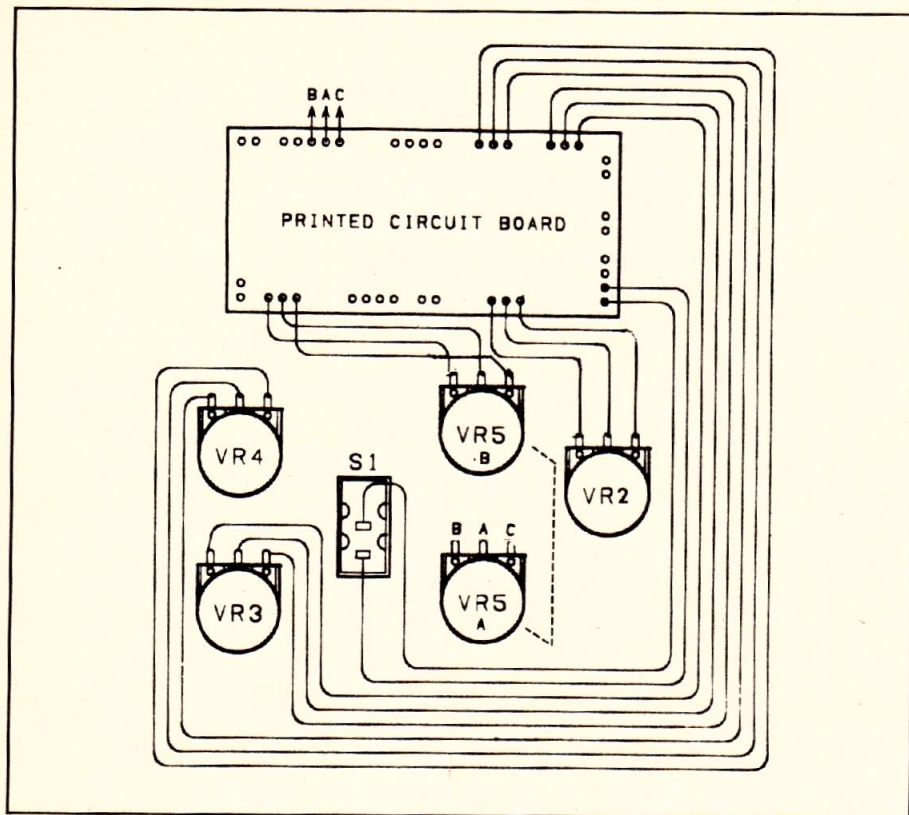 BAC
PRINTED CIRCUIT BOARD
VR4
VR5
.B
S1
VR2
B A C
VR3
VR5
A